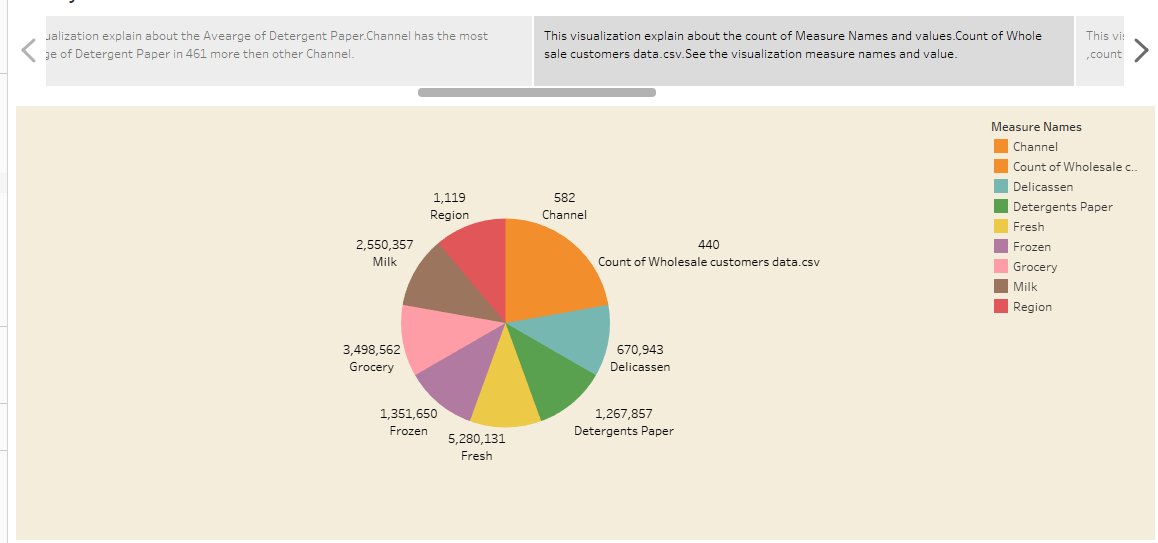 ualization explain about the Avearge of Detergent Paper.Channel has the most
ge of Detergent Paper in 461 more then other Channel.
This visualization explain about the count of Measure Names and values.Count of Whole
sale customers data.csv.See the visualization measure names and value.
This vis
,count
Measure Names
Channel
Count of Wholesale c..
Delicassen
Detergents Paper
Fresh
Frozen
Grocery
Milk
Region
1,119
Region
582
Channel
2,550,357
Milk
440
Count of Wholesale customers data.csv
3,498,562
Grocery
670,943
Delicassen
1,351,650
Frozen
1,267,857
Detergents Paper
5,280,131
Fresh